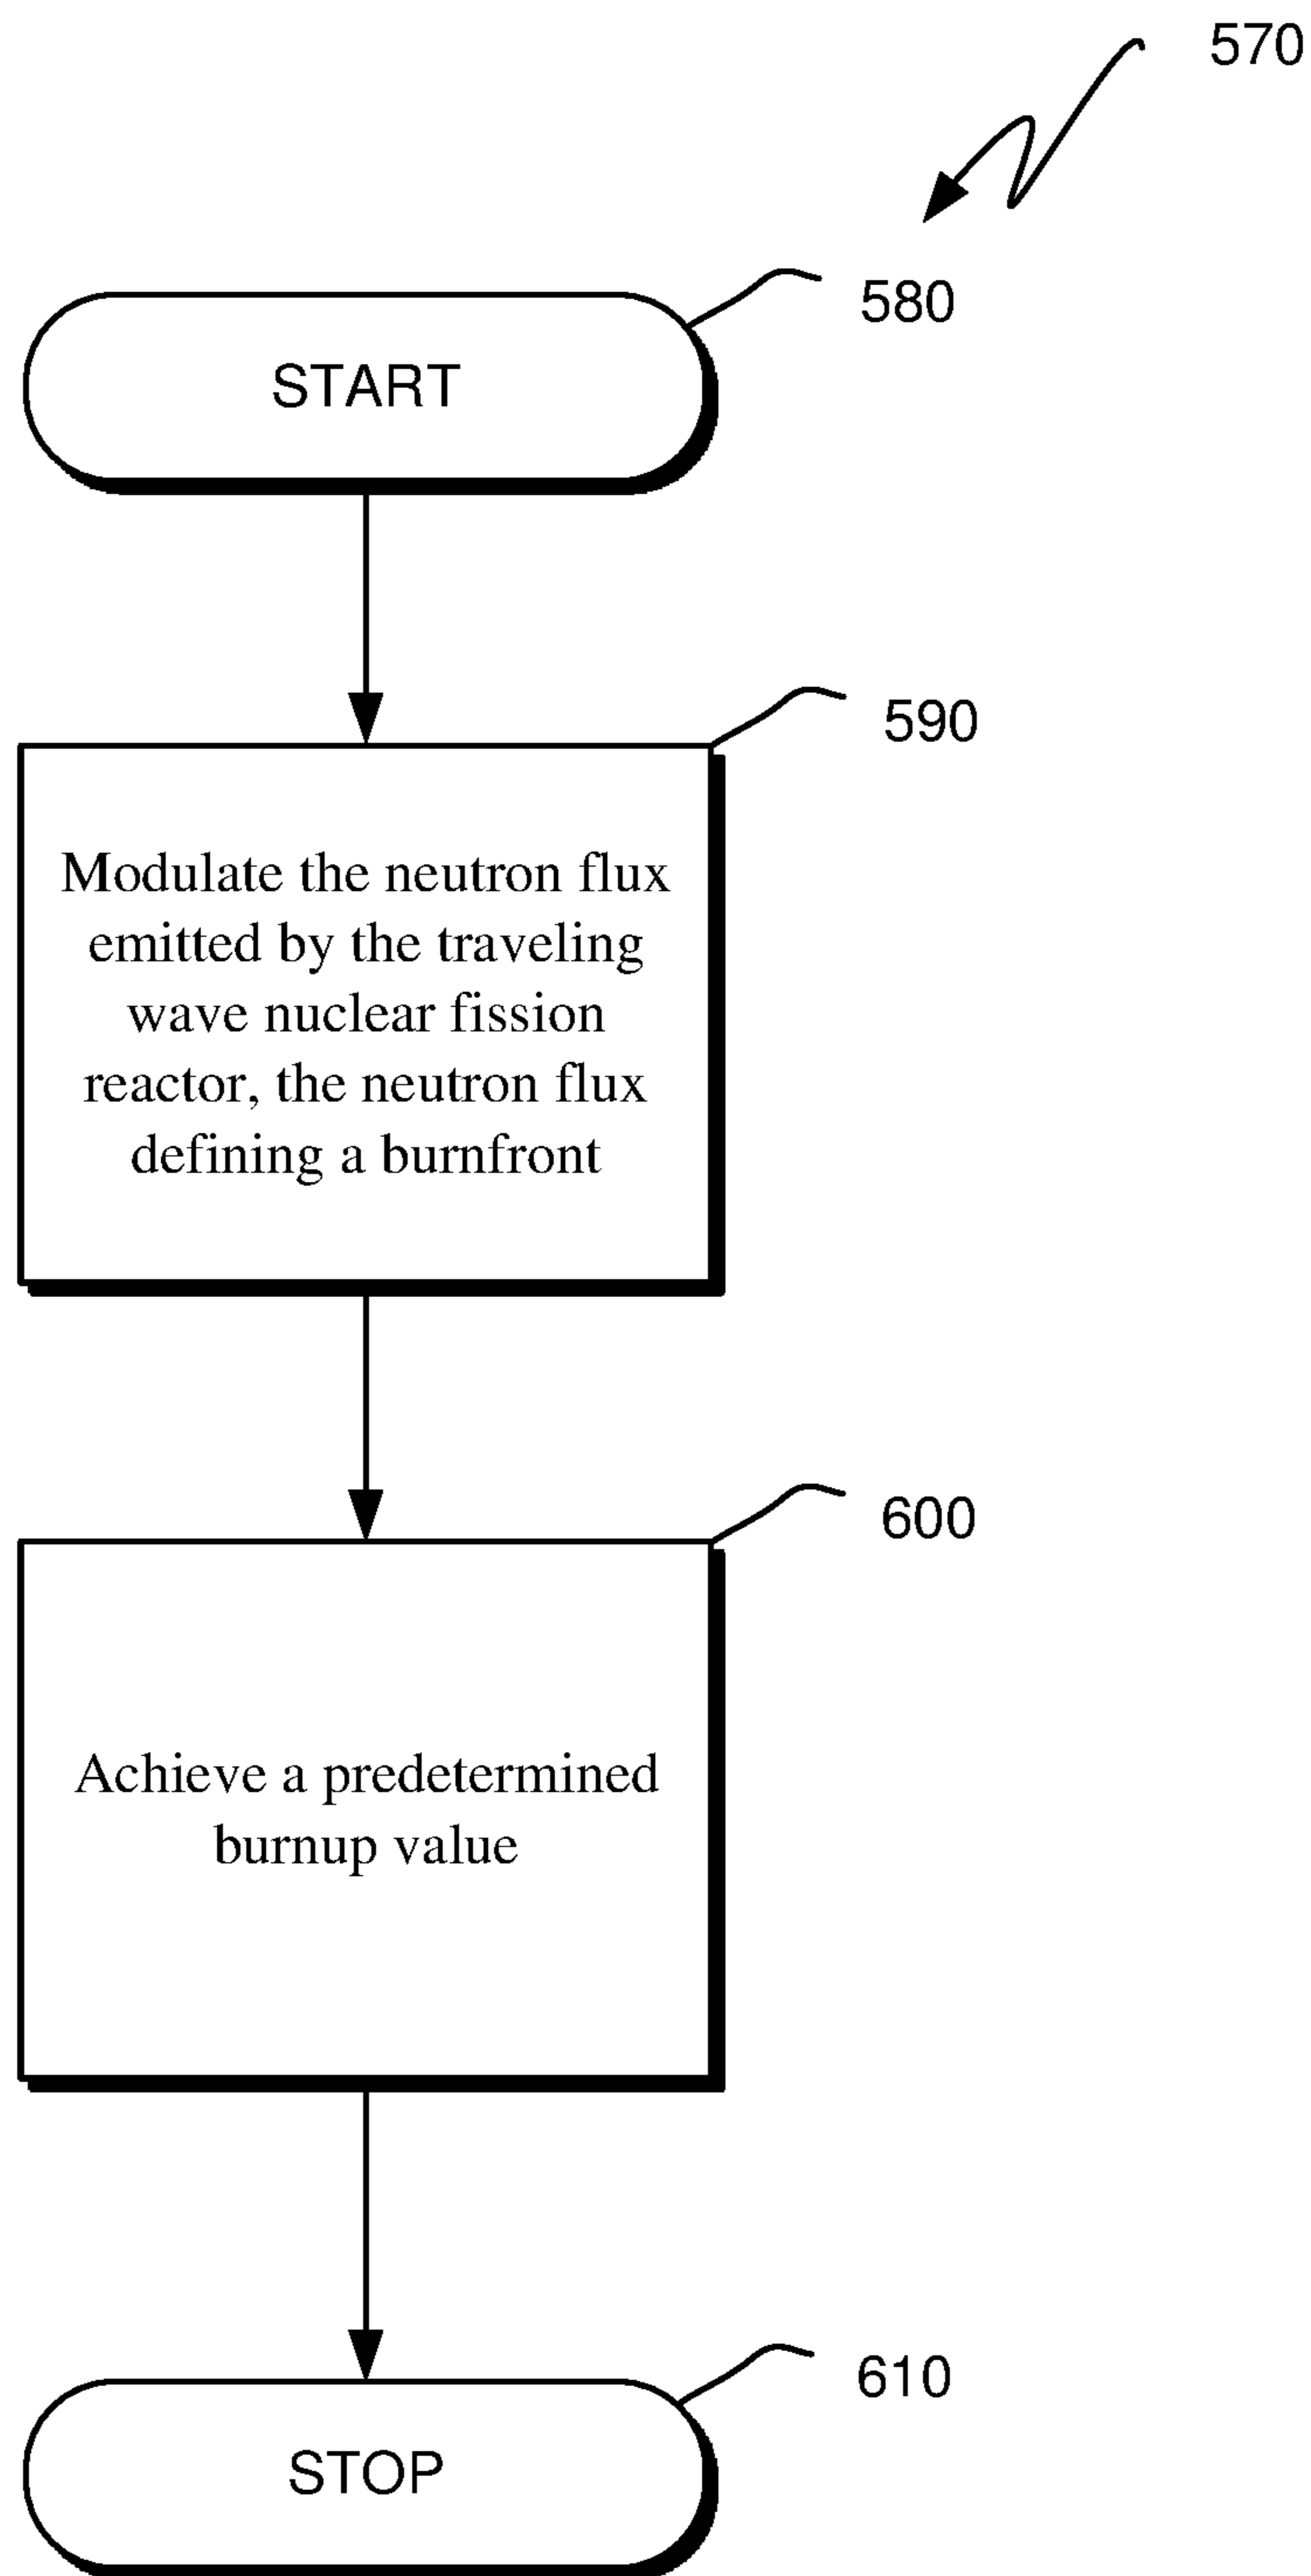 570
580
START
590
Modulate the neutron flux
emitted by the traveling
wave nuclear fission
reactor, the neutron flux
defining a burnfront
600
Achieve a predetermined
burnup value
610
STOP